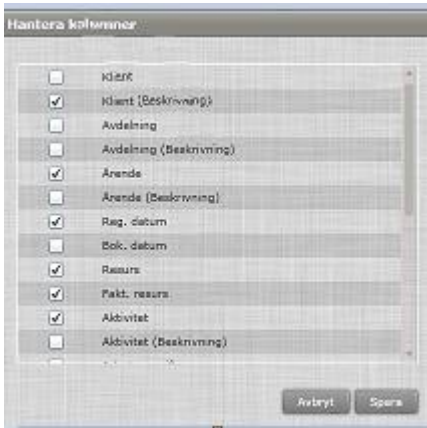 Hantera kolumner
Klient
Klient (Beskrivning)
Avdelning
Avdelning (Beskrivning)
Ärende
Ärende (Beskrivning)
Reg. datum
Bok. datum
Resurs
Fakt. resurs
Aktivitet
Aktivitet (Beskrivning)
Avbryt
Spara